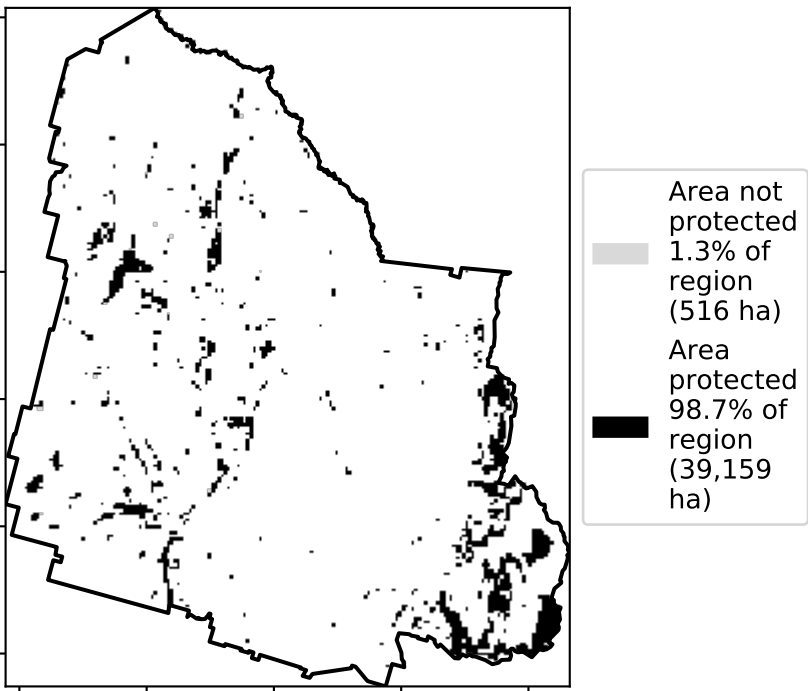 Area not
protected
1.3% of
region
(516 ha)
Area
protected
98.7% of
region
(39,159
ha)